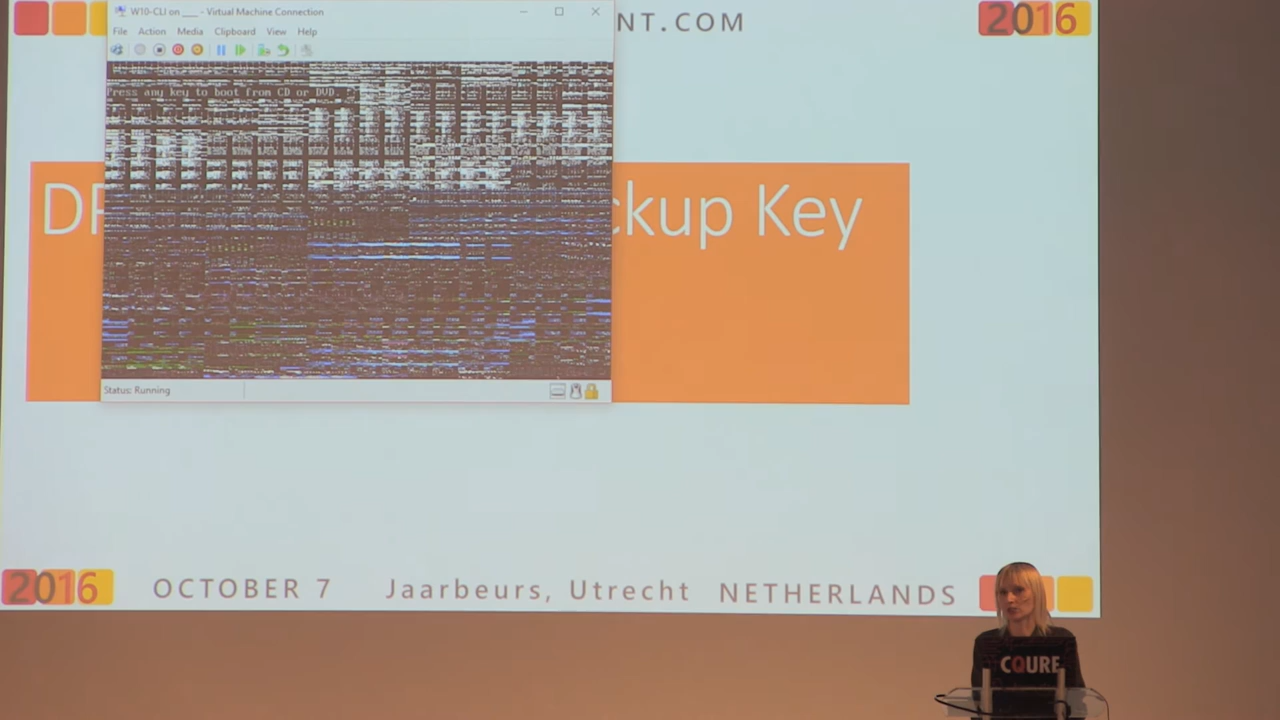 W10-CLI on ___ - Virtual Machine Connection
NT.COM
2016
File Action Media Clipboard View Help
Press any key to boot from CD or DVD.
ckup Key
Status: Running
2016 OCTOBER 7 Jaarbeurs, Utrecht NETHERLANDS
CQURE